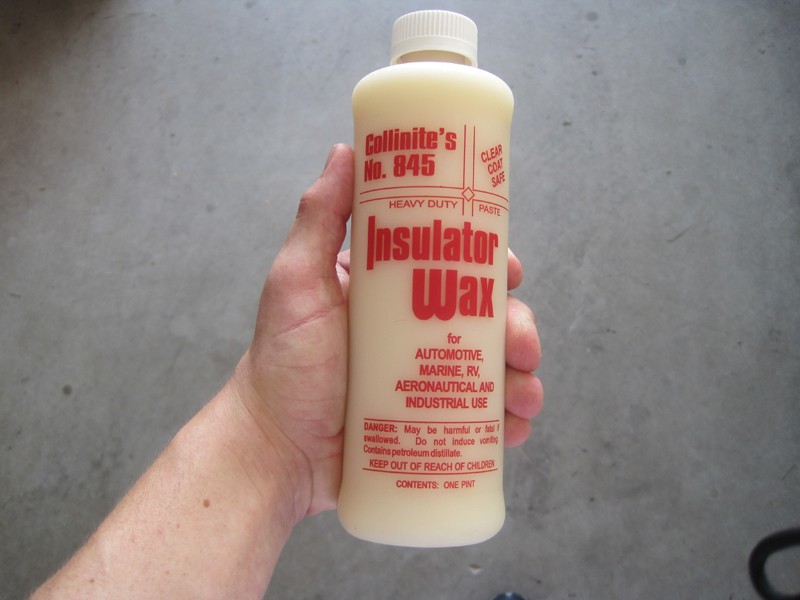 Collinite's
No. 845
CLEAR
COAT
SAFE
HEAVY DUTY PASTE
Insulator
Wax
for
AUTOMOTIVE,
MARINE, RV,
AERONAUTICAL AND
INDUSTRIAL USE
DANGER: May be harmful or fatal if
swallowed. Do not induce vomiting.
Contains petroleum distillate.
KEEP OUT OF REACH OF CHILDREN
CONTENTS: ONE PINT